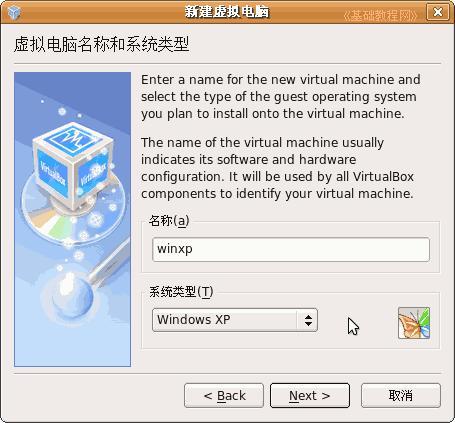 新建虚拟电脑
《基础教程网》
虚拟电脑名称和系统类型
Enter a name for the new virtual machine and
select the type of the guest operating system
you plan to install onto the virtual machine.
The name of the virtual machine usually
indicates its software and hardware
configuration. It will be used by all VirtualBox
components to identify your virtual machine.
VirtualBox
VirtualBox
名称(a)
winxp
系统类型(T)
Windows XP
< Back
Next >
取消